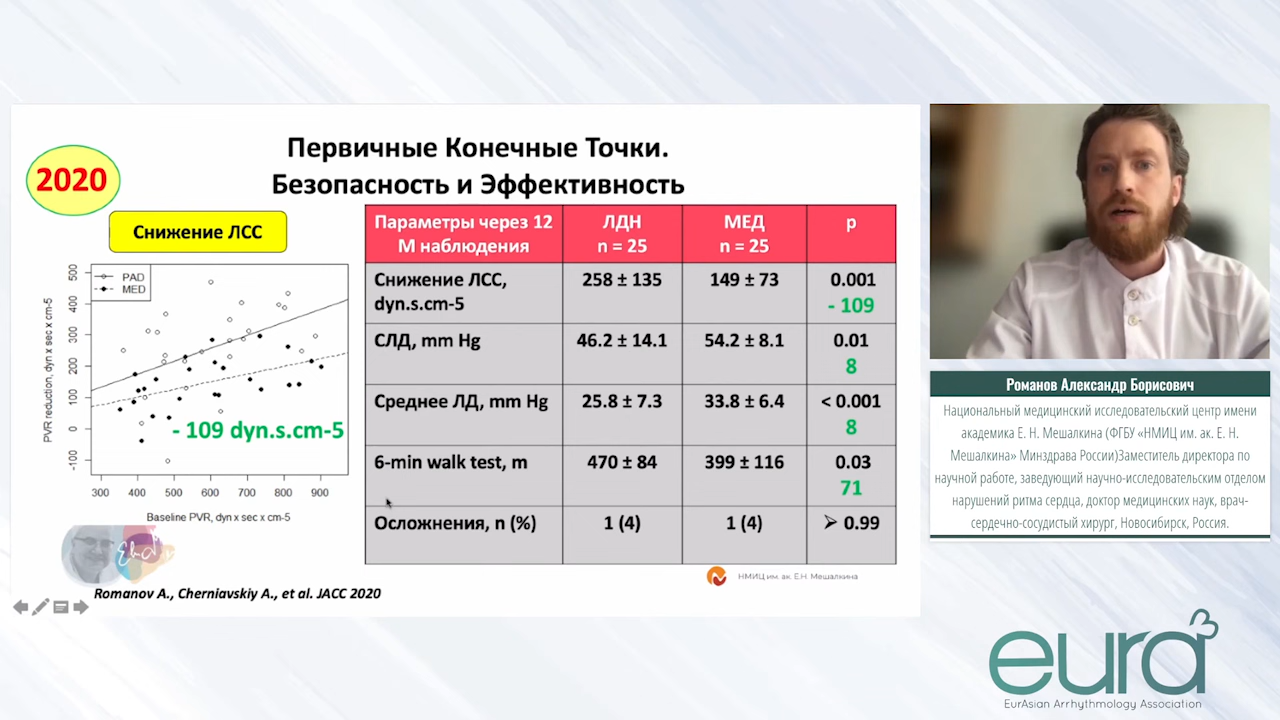 2020
Первичные Конечные Точки.
Безопасность и Эффективность
Снижение ЛСС
PAD
MED
PVR reduction, dyn x sec x cm-5
500
400
300
200
100
0
-100
300
400
500
600
700
800
900
- 109 dyn.s.cm-5
Baseline PVR, dyn x sec x cm-5
Параметры через 12
М наблюдения
ЛДН
n = 25
МЕД
n = 25
p
Снижение ЛСС,
dyn.s.cm-5
258 ± 135
149 ± 73
0.001
- 109
СЛД, mm Hg
46.2 ± 14.1
54.2 ± 8.1
0.01
8
Среднее ЛД, mm Hg
25.8 ± 7.3
33.8 ± 6.4
< 0.001
8
6-min walk test, m
470 ± 84
399 ± 116
0.03
71
Осложнения, n (%)
1 (4)
1 (4)
➢ 0.99
НМИЦ им. ак. Е.Н. Мешалкина
Romanov A., Cherniavskiy A., et al. JACC 2020
Романов Александр Борисович
Национальный медицинский исследовательский центр имени
академика Е. Н. Мешалкина (ФГБУ «НМИЦ им. ак. Е. Н.
Мешалкина» Минздрава России)Заместитель директора по
научной работе, заведующий научно-исследовательским отделом
нарушений ритма сердца, доктор медицинских наук, врач-
сердечно-сосудистый хирург, Новосибирск, Россия.
eura
EurAsian Arrhythmology Association